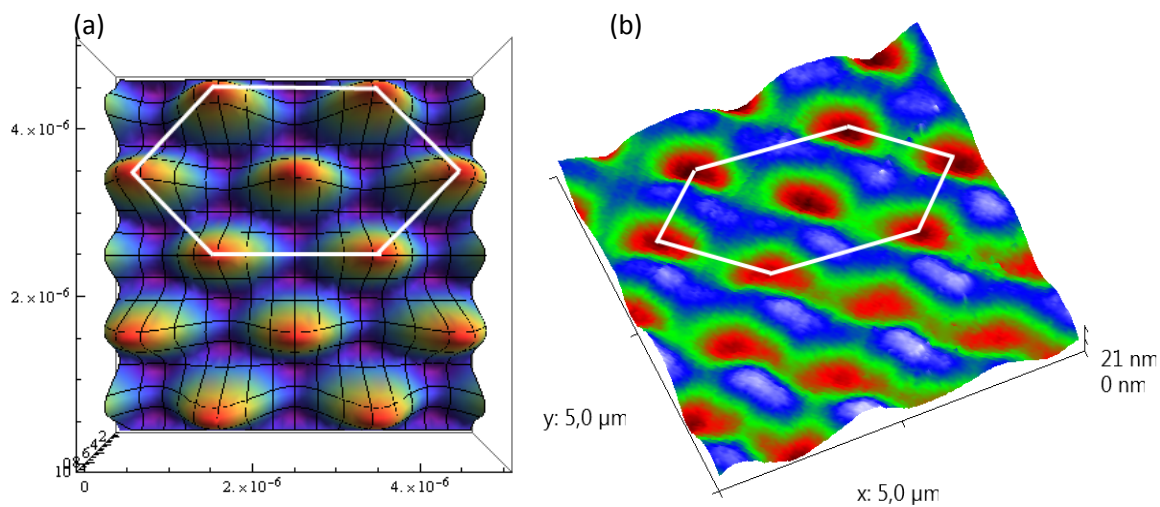 (a)
(b)
4.×10⁻⁶
2.×10⁻⁶
0
2.×10⁻⁶
4.×10⁻⁶
y: 5,0 µm
x: 5,0 µm
21 nm
0 nm